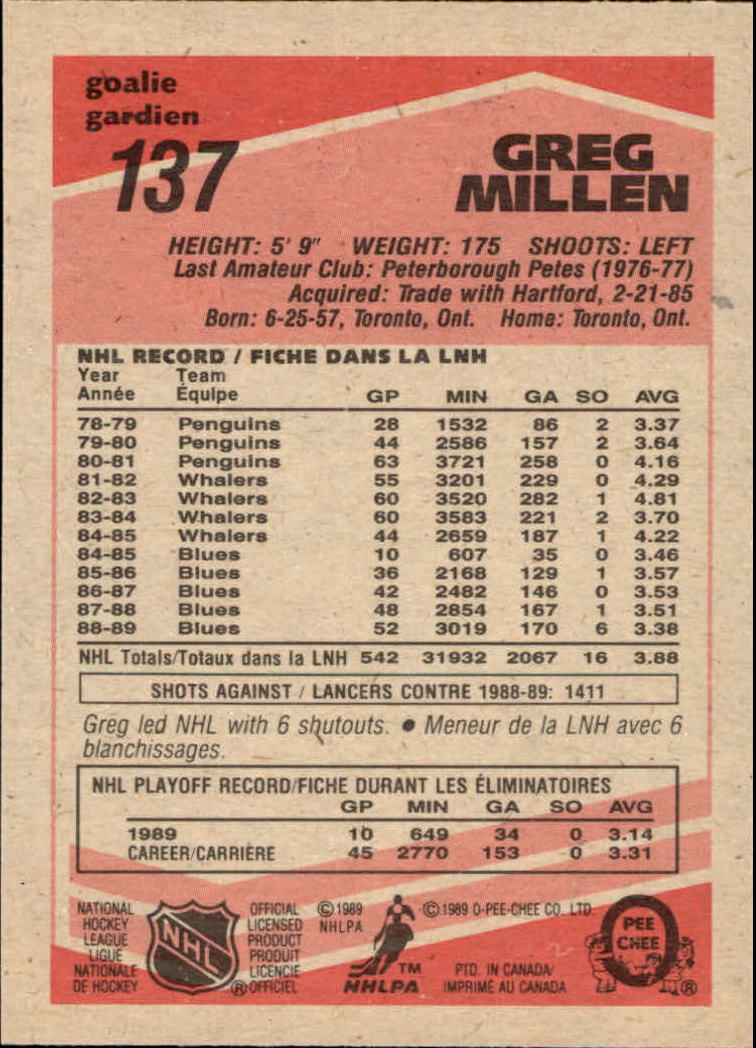 goalie
gardien
137
GREG
MILLEN
HEIGHT: 5' 9" WEIGHT: 175 SHOOTS: LEFT
Last Amateur Club: Peterborough Petes (1976-77)
Acquired: Trade with Hartford, 2-21-85
Born: 6-25-57, Toronto, Ont. Home: Toronto, Ont.
NHL RECORD / FICHE DANS LA LNH
Year Team
Année Équipe GP MIN GA SO AVG
78-79 Penguins 28 1532 86 2 3.37
79-80 Penguins 44 2586 157 2 3.64
80-81 Penguins 63 3721 258 0 4.16
81-82 Whalers 55 3201 229 0 4.29
82-83 Whalers 60 3520 282 1 4.81
83-84 Whalers 60 3583 221 2 3.70
84-85 Whalers 44 2659 187 1 4.22
84-85 Blues 10 607 35 0 3.46
85-86 Blues 36 2168 129 1 3.57
86-87 Blues 42 2482 146 0 3.53
87-88 Blues 48 2854 167 1 3.51
88-89 Blues 52 3019 170 6 3.38
NHL Totals/Totaux dans la LNH 542 31932 2067 16 3.88
SHOTS AGAINST / LANCERS CONTRE 1988-89: 1411
Greg led NHL with 6 shutouts. ● Meneur de la LNH avec 6
blanchissages.
NHL PLAYOFF RECORD/FICHE DURANT LES ÉLIMINATOIRES
GP MIN GA SO AVG
1989 10 649 34 0 3.14
CAREER/CARRIÈRE 45 2770 153 0 3.31
NATIONAL
HOCKEY
LEAGUE
LIGUE
NATIONALE
DE HOCKEY
NHL
®
OFFICIAL
LICENSED
PRODUCT
PRODUIT
LICENCIE
OFFICIEL
© 1989
NHLPA
TM
NHLPA
© 1989 O-PEE-CHEE CO. LTD.
PTD. IN CANADA/
IMPRIMÉ AU CANADA
PEE
CHEE
®